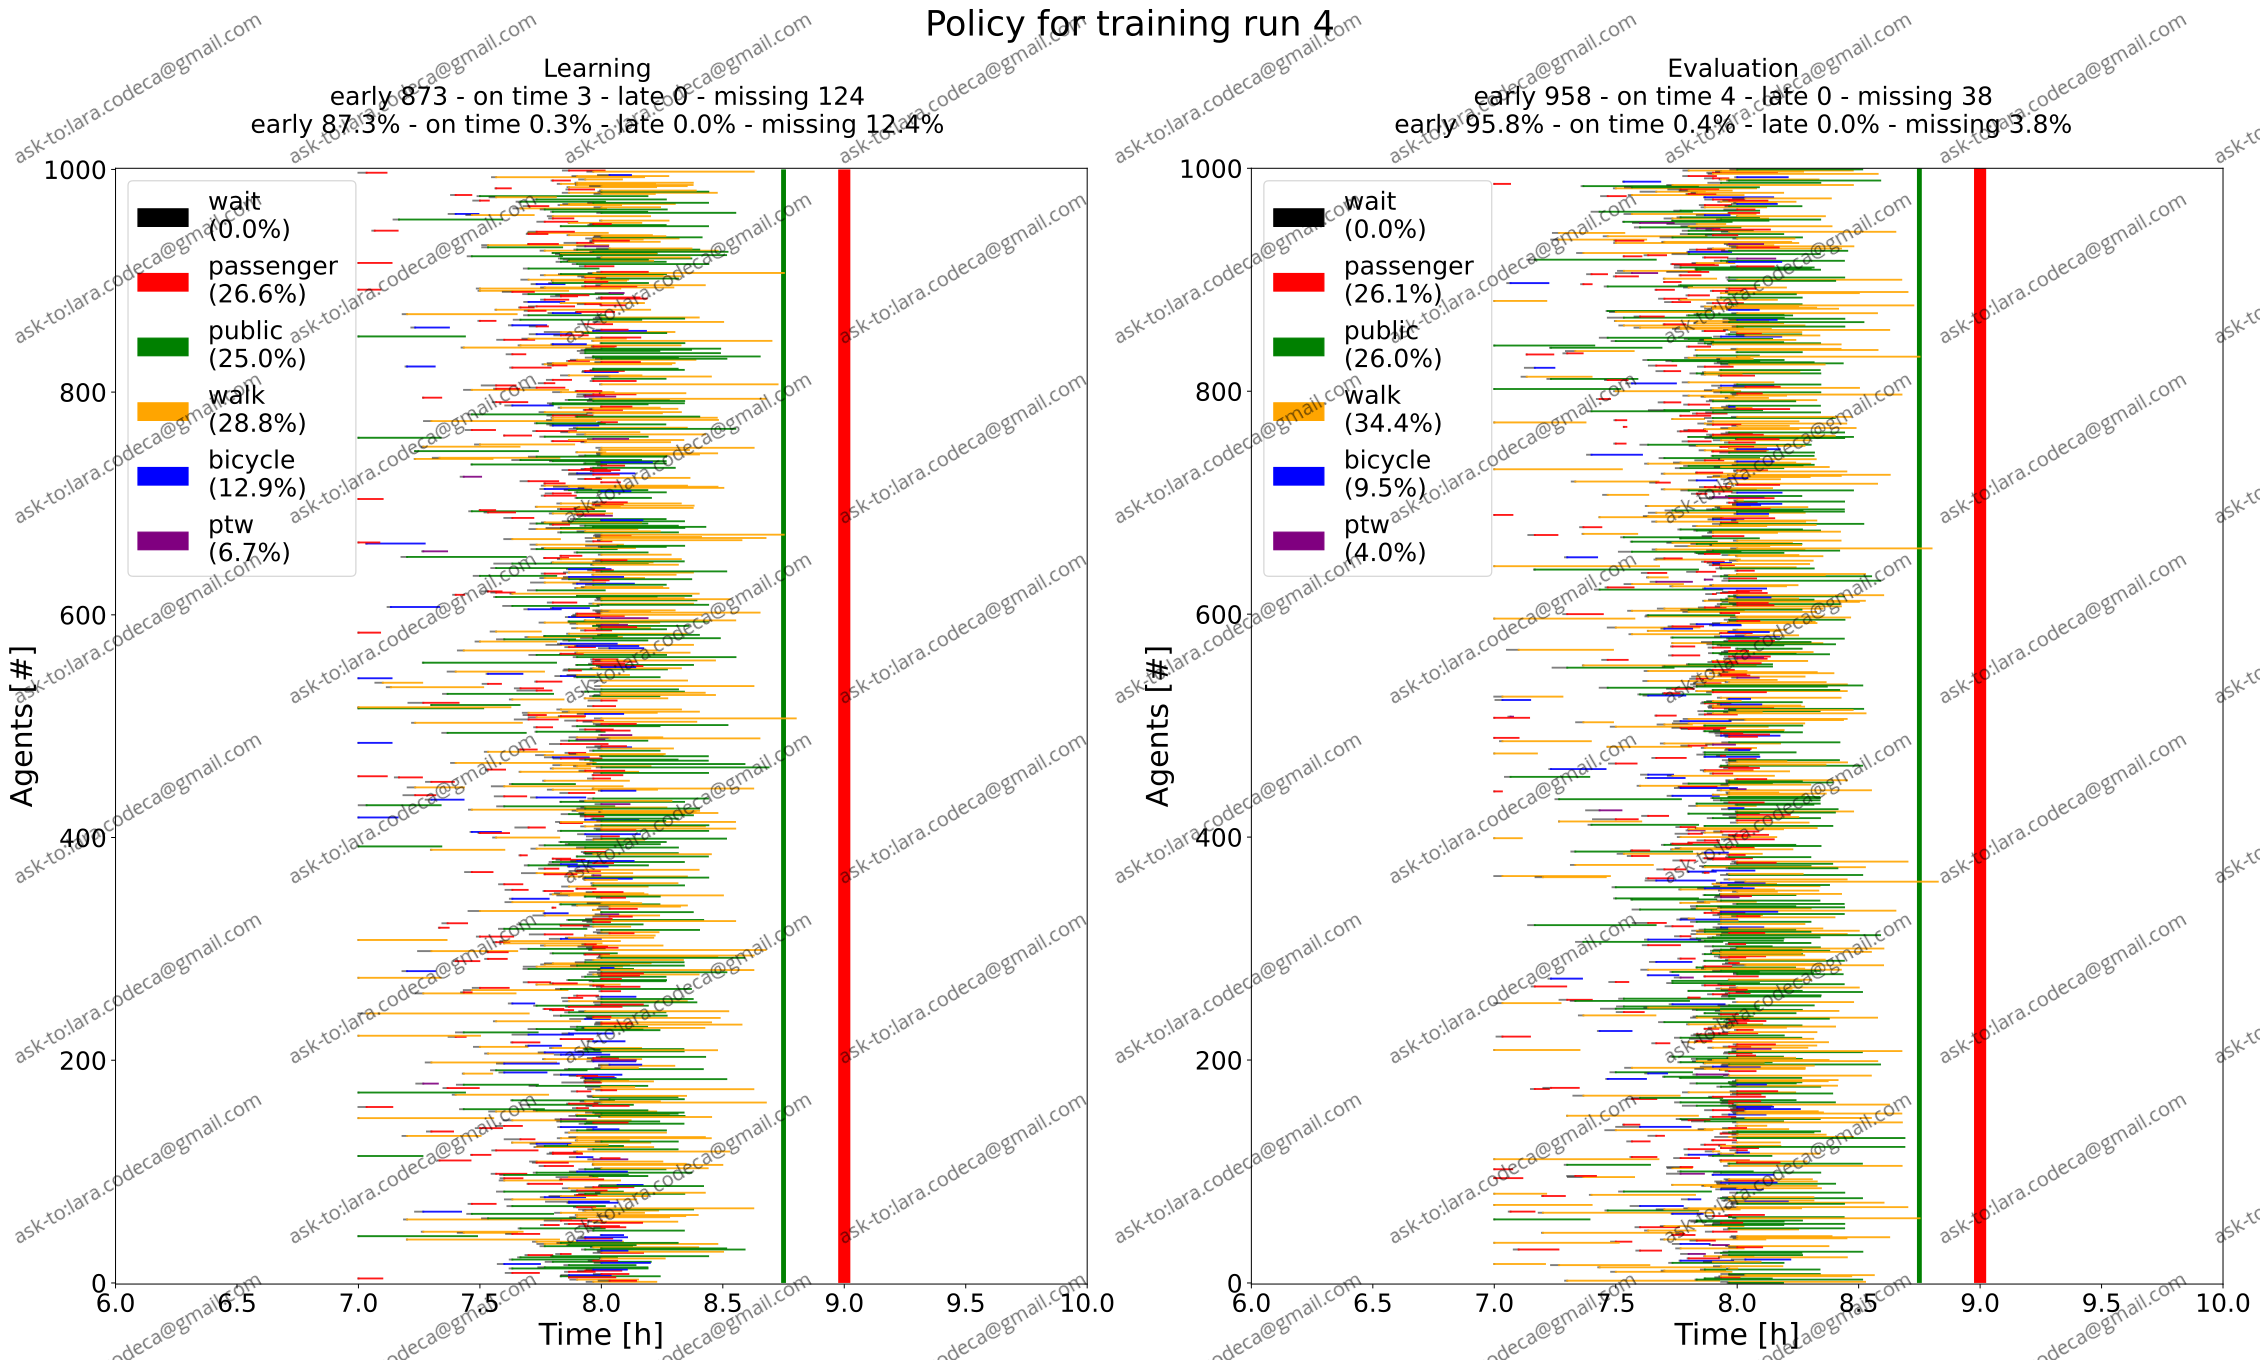 Policy for training run 4
Learning
early 873 - on time 3 - late 0 - missing 124
early 87.3% - on time 0.3% - late 0.0% - missing 12.4%
wait
(0.0%)
passenger
(26.6%)
public
(25.0%)
walk
(28.8%)
bicycle
(12.9%)
ptw
(6.7%)
1000
800
600
400
200
0
Agents [#]
6.0 6.5 7.0 7.5 8.0 8.5 9.0 9.5 10.0
Time [h]
Evaluation
early 958 - on time 4 - late 0 - missing 38
early 95.8% - on time 0.4% - late 0.0% - missing 3.8%
wait
(0.0%)
passenger
(26.1%)
public
(26.0%)
walk
(34.4%)
bicycle
(9.5%)
ptw
(4.0%)
1000
800
600
400
200
0
Agents [#]
6.0 6.5 7.0 7.5 8.0 8.5 9.0 9.5 10.0
Time [h]
ask-to:lara.codeca@gmail.com